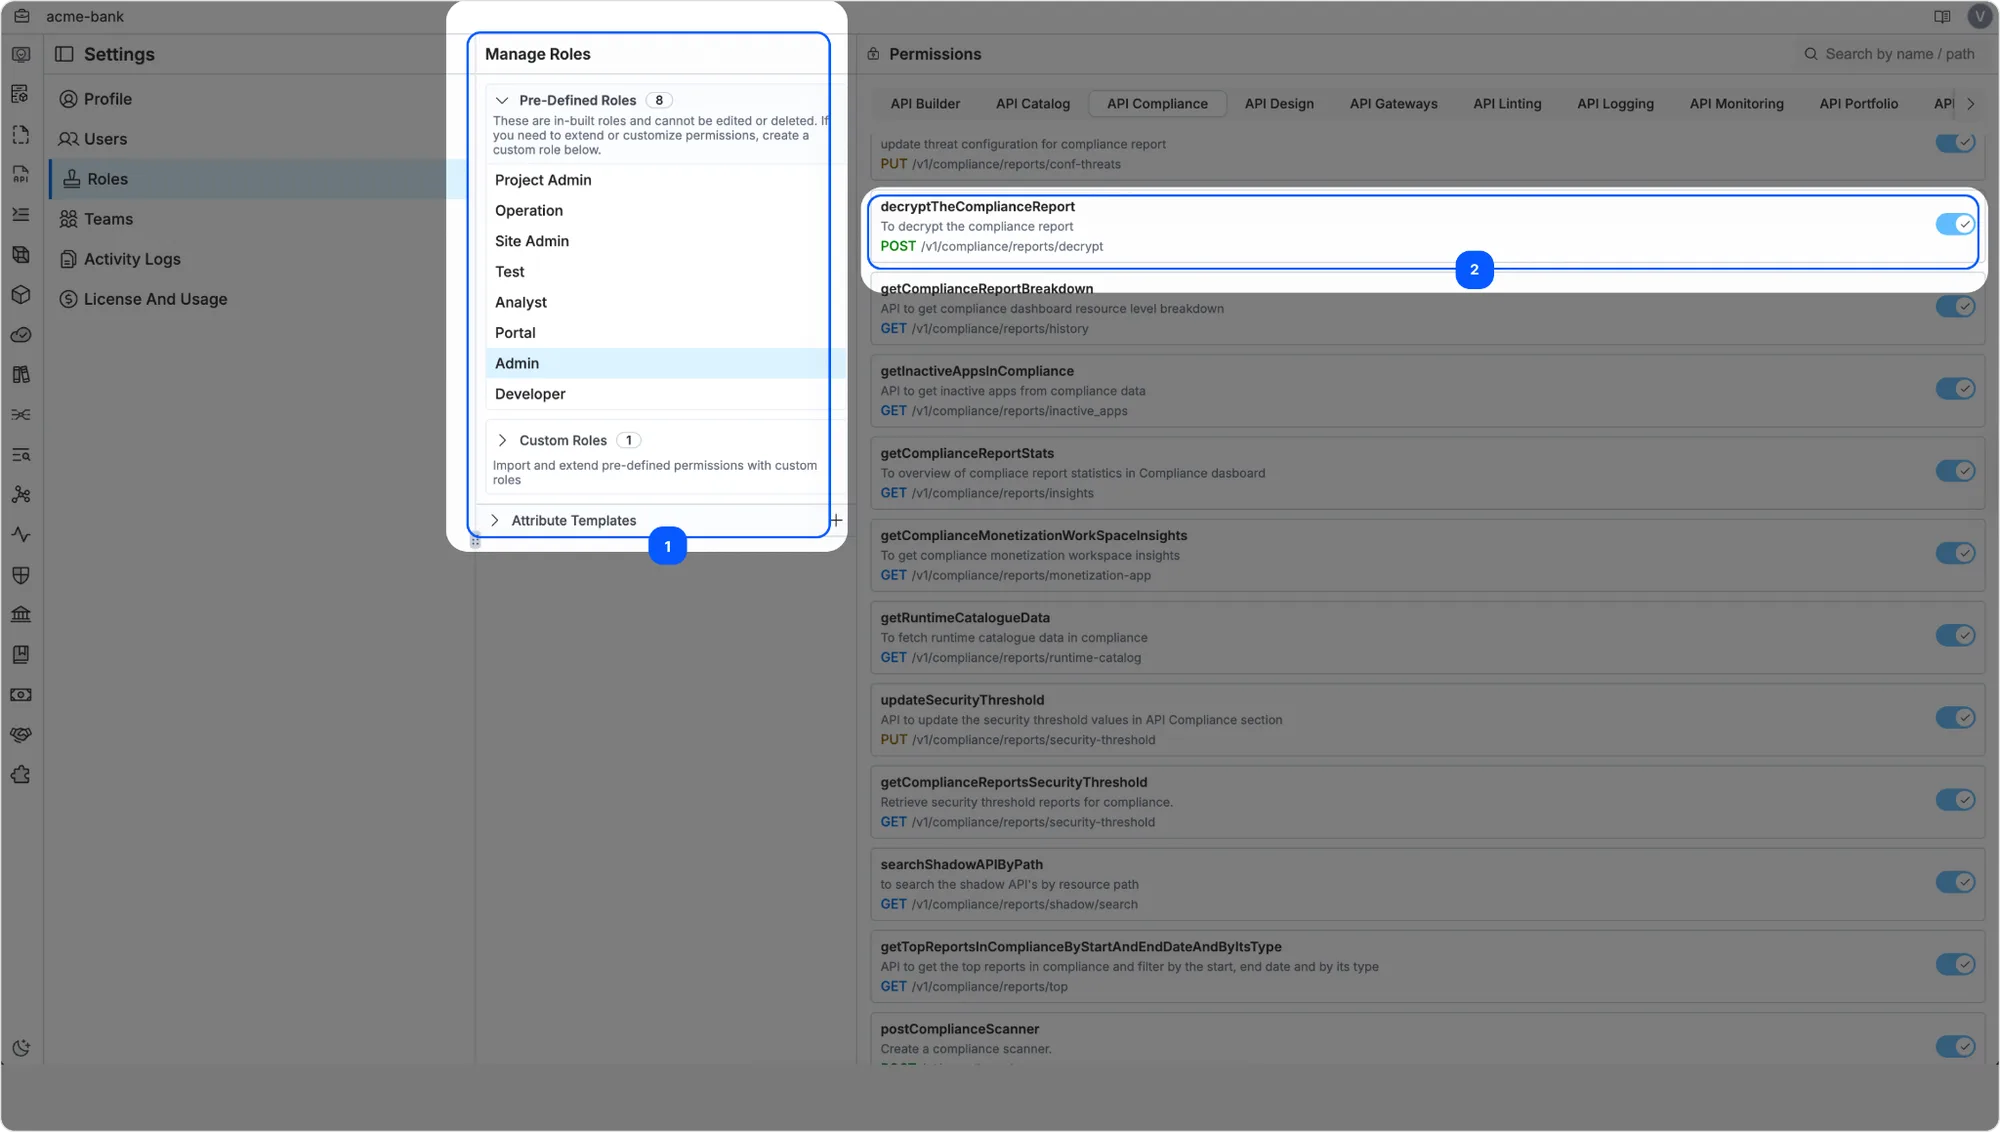 acme-bank
V
Settings
Profile
Users
Roles
Teams
Activity Logs
License And Usage
API
Manage Roles
Pre-Defined Roles 8
These are in-built roles and cannot be edited or deleted. If
you need to extend or customize permissions, create a
custom role below.
Project Admin
Operation
Site Admin
Test
Analyst
Portal
Admin
Developer
Custom Roles 1
Import and extend pre-defined permissions with custom
roles
Attribute Templates
1
Permissions
Search by name / path
API Builder API Catalog API Compliance API Design API Gateways API Linting API Logging API Monitoring API Portfolio
update threat configuration for compliance report
PUT /v1/compliance/reports/conf-threats
decryptTheComplianceReport
To decrypt the compliance report
POST /v1/compliance/reports/decrypt
2
getComplianceReportBreakdown
API to get compliance dashboard resource level breakdown
GET /v1/compliance/reports/history
getInactiveAppsInCompliance
API to get inactive apps from compliance data
GET /v1/compliance/reports/inactive_apps
getComplianceReportStats
To overview of compliace report statistics in Compliance dasboard
GET /v1/compliance/reports/insights
getComplianceMonetizationWorkSpaceInsights
To get compliance monetization workspace insights
GET /v1/compliance/reports/monetization-app
getRuntimeCatalogueData
To fetch runtime catalogue data in compliance
GET /v1/compliance/reports/runtime-catalog
updateSecurityThreshold
API to update the security threshold values in API Compliance section
PUT /v1/compliance/reports/security-threshold
getComplianceReportsSecurityThreshold
Retrieve security threshold reports for compliance.
GET /v1/compliance/reports/security-threshold
searchShadowAPIByPath
to search the shadow API's by resource path
GET /v1/compliance/reports/shadow/search
getTopReportsInComplianceByStartAndEndDateAndByItsType
API to get the top reports in compliance and filter by the start, end date and by its type
GET /v1/compliance/reports/top
postComplianceScanner
Create a compliance scanner.